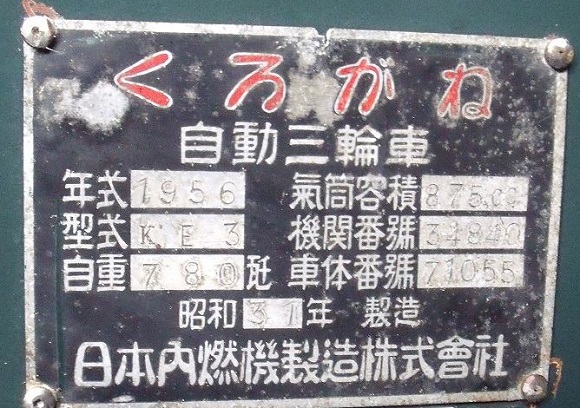 くろがね
自動三輪車
年式 1956 氣筒容積 875.cc
型式 KE3 機関番號 34840
自重 780瓩 車体番號 71055
昭和31年 製造
日本内燃機製造株式會社